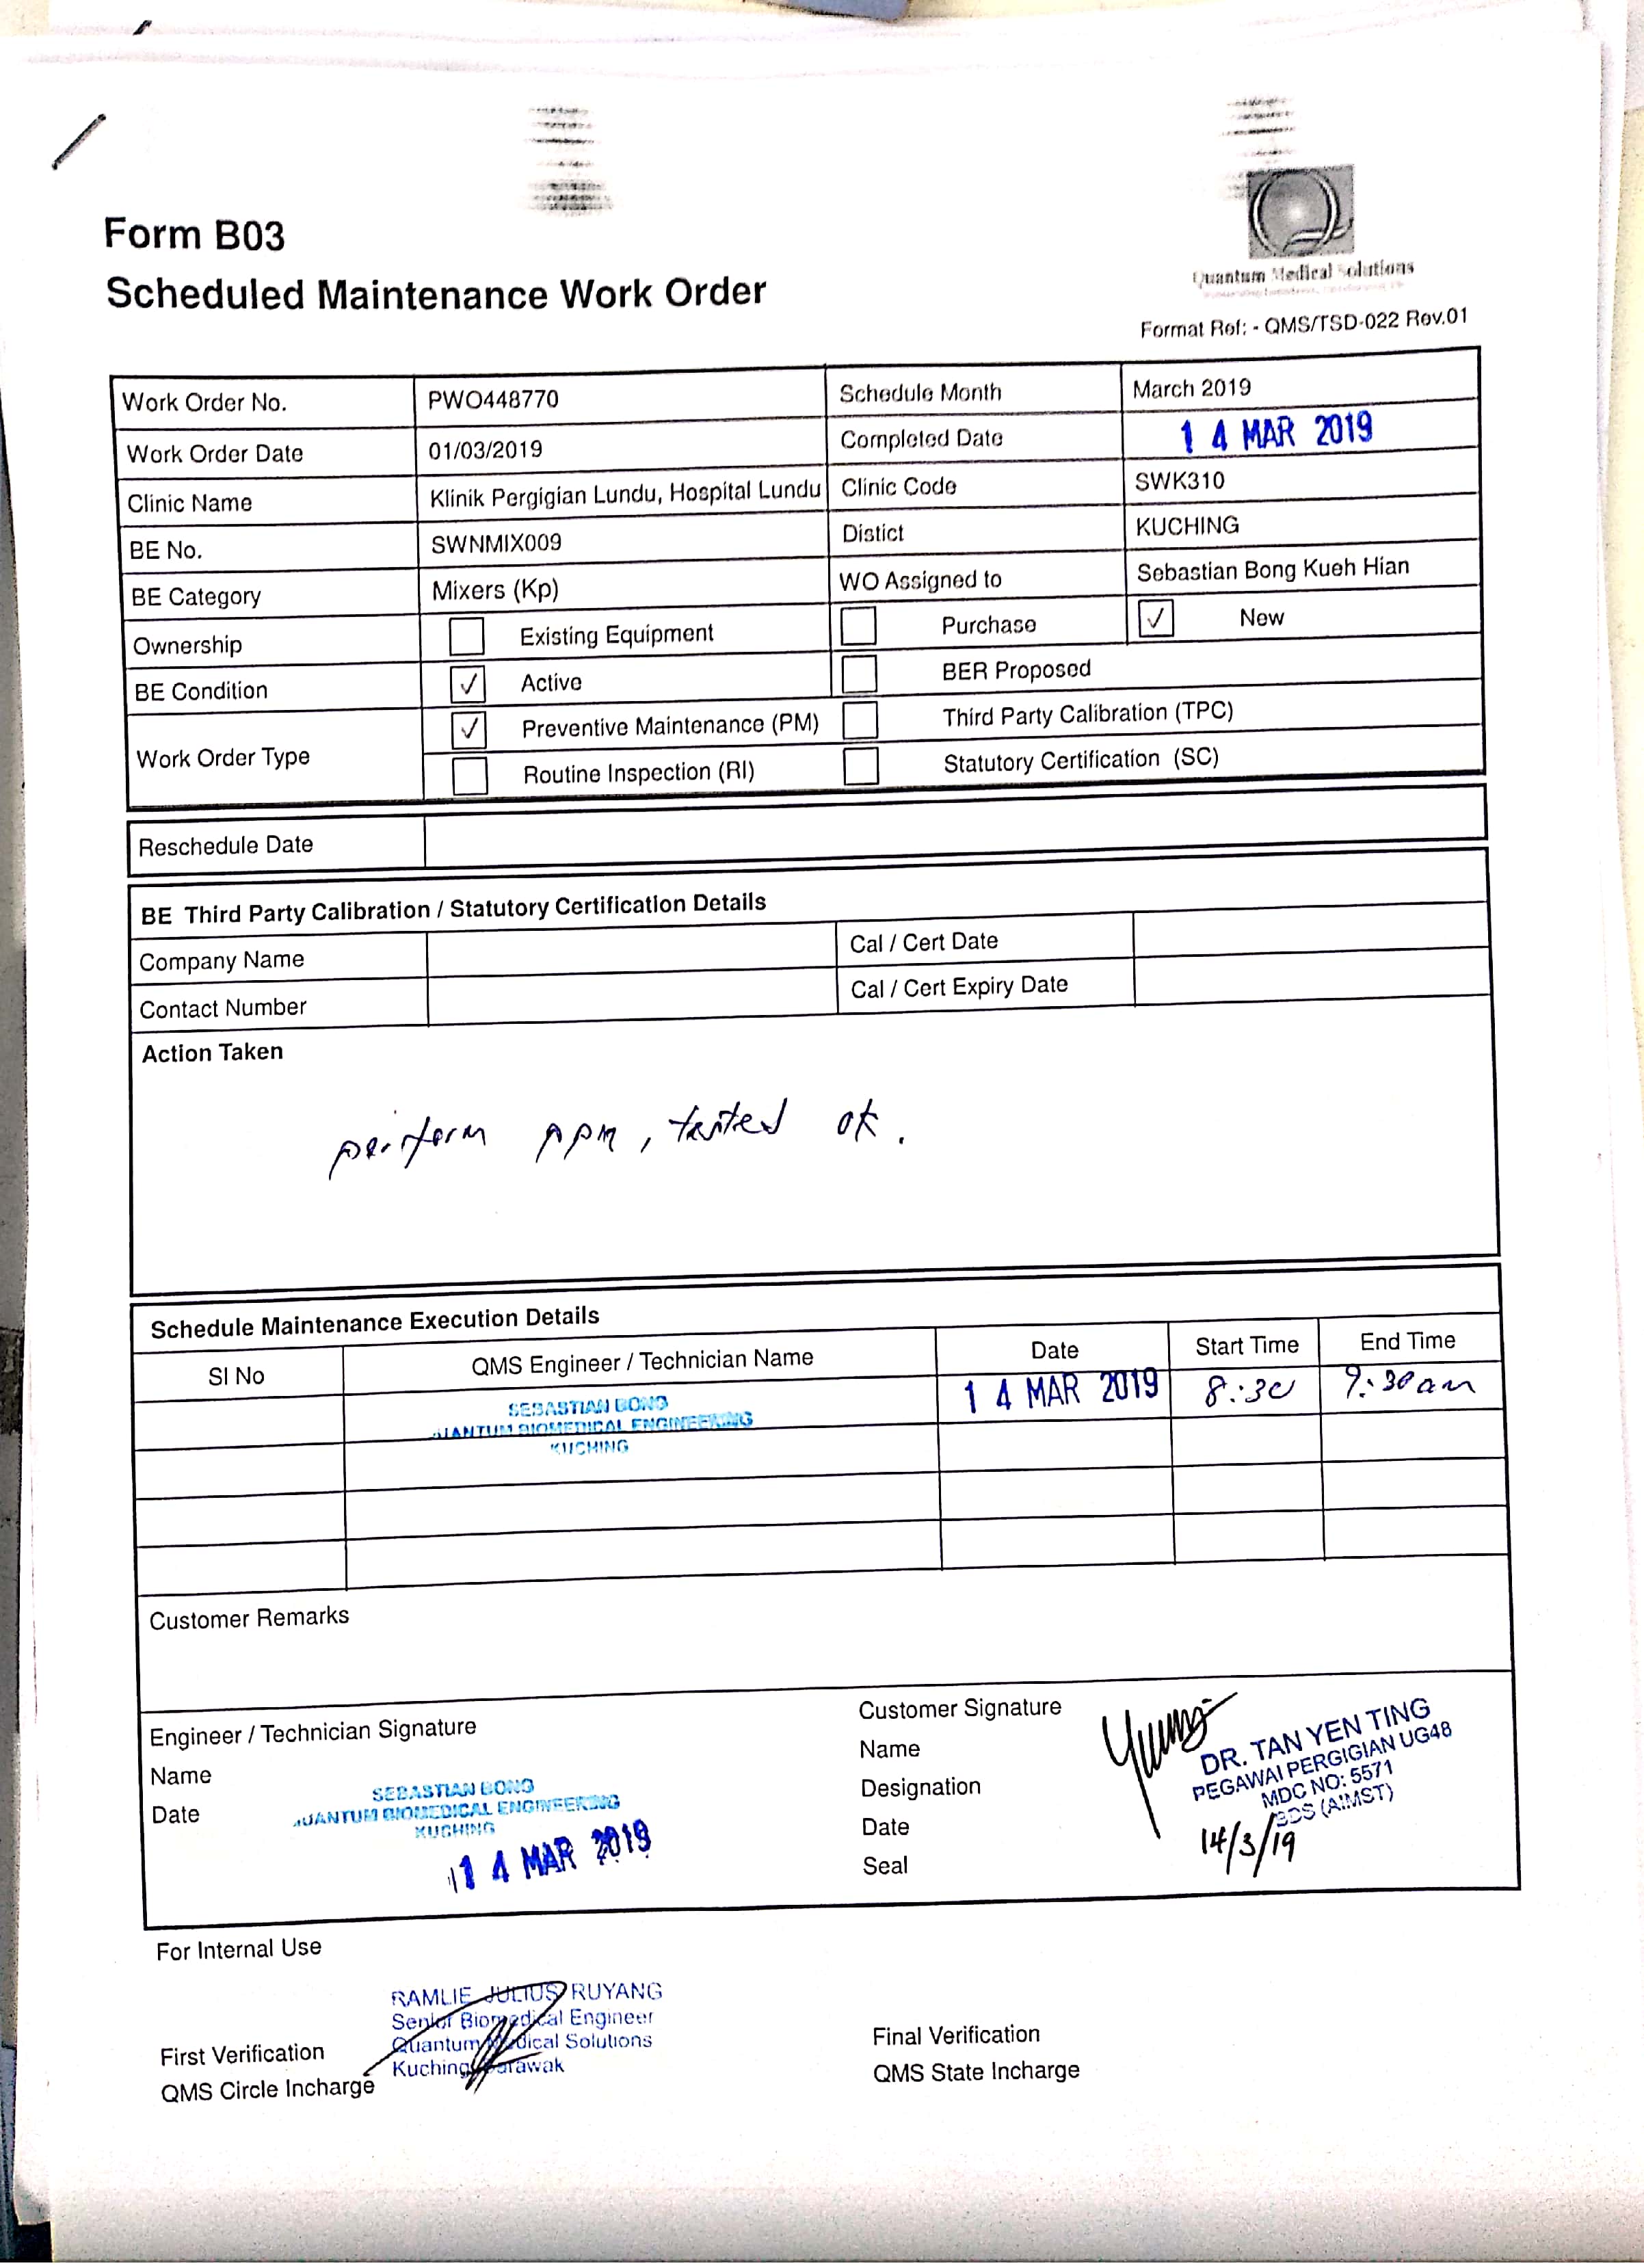 Form B03
Scheduled Maintenance Work Order
Quantum Medical Solutions
Format Ref: - QMS/TSD-022 Rev.01
Work Order No. PWO448770 Schedule Month March 2019
Work Order Date 01/03/2019 Completed Date 14 MAR 2019
Clinic Name Klinik Pergigian Lundu, Hospital Lundu Clinic Code SWK310
BE No. SWNMIX009 Distict KUCHING
BE Category Mixers (Kp) WO Assigned to Sebastian Bong Kueh Hian
Ownership Existing Equipment Purchase ✓ New
BE Condition ✓ Active BER Proposed
Work Order Type ✓ Preventive Maintenance (PM) Third Party Calibration (TPC)
Routine Inspection (RI) Statutory Certification (SC)
Reschedule Date
BE Third Party Calibration / Statutory Certification Details
Company Name Cal / Cert Date
Contact Number Cal / Cert Expiry Date
Action Taken
perform ppm, tested ok.
Schedule Maintenance Execution Details
Sl No QMS Engineer / Technician Name Date Start Time End Time
SEBASTIAN BONG 14 MAR 2019 8:30 9:30am
QUANTUM BIOMEDICAL ENGINEERING
KUCHING
Customer Remarks
Engineer / Technician Signature
Name
Date
SEBASTIAN BONG
QUANTUM BIOMEDICAL ENGINEERING
KUCHING
14 MAR 2019
Customer Signature
Name
Designation
Date
Seal
DR. TAN YEN TING
PEGAWAI PERGIGIAN UG48
MDC NO: 5571
BDS (AIMST)
14/3/19
For Internal Use
RAMLIE JULIUS RUYANG
Senior Biomedical Engineer
Quantum Medical Solutions
Kuching Sarawak
First Verification
QMS Circle Incharge
Final Verification
QMS State Incharge